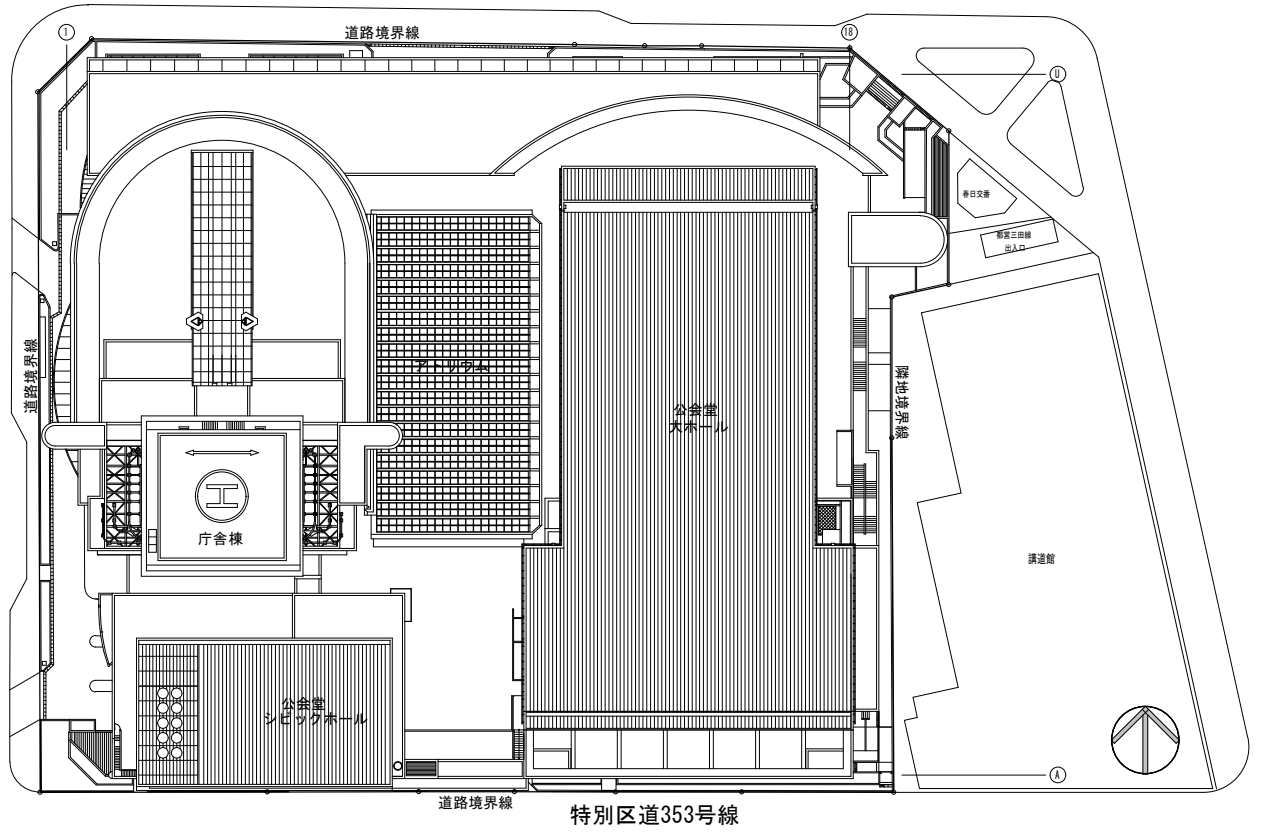 道路境界線
1
18
U
春日交番
都営三田線
出入口
道路境界線
アトリウム
隣地境界線
公会堂
大ホール
庁舎棟
講道館
公会堂
シビックホール
A
道路境界線
特別区道353号線